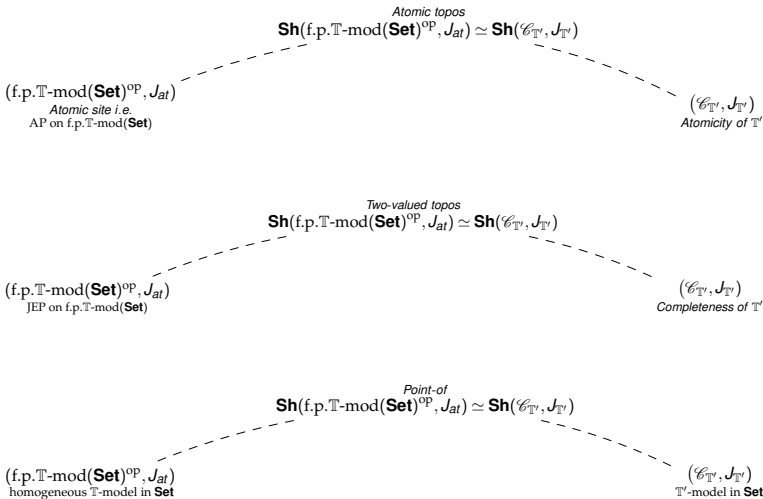 Atomic topos
Sh(f.p.𝕋-mod(Set)ᵒᵖ, J_at) ≃ Sh(𝒞_𝕋′, J_𝕋′)
(f.p.𝕋-mod(Set)ᵒᵖ, J_at)
Atomic site i.e.
AP on f.p.𝕋-mod(Set)
(𝒞_𝕋′, J_𝕋′)
Atomicity of 𝕋′
Two-valued topos
Sh(f.p.𝕋-mod(Set)ᵒᵖ, J_at) ≃ Sh(𝒞_𝕋′, J_𝕋′)
(f.p.𝕋-mod(Set)ᵒᵖ, J_at)
JEP on f.p.𝕋-mod(Set)
(𝒞_𝕋′, J_𝕋′)
Completeness of 𝕋′
Point-of
Sh(f.p.𝕋-mod(Set)ᵒᵖ, J_at) ≃ Sh(𝒞_𝕋′, J_𝕋′)
(f.p.𝕋-mod(Set)ᵒᵖ, J_at)
homogeneous 𝕋-model in Set
(𝒞_𝕋′, J_𝕋′)
𝕋′-model in Set